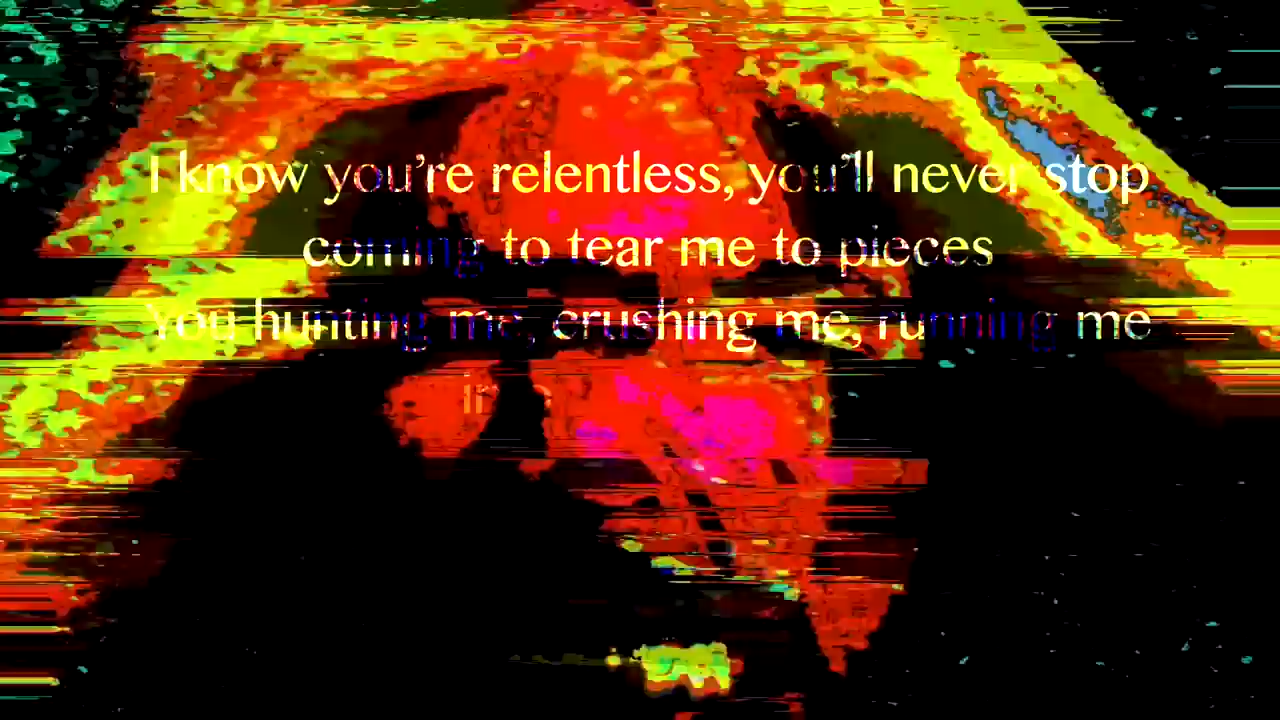 I know you’re relentless, you’ll never stop
coming to tear me to pieces
You hunting me, crushing me, running me